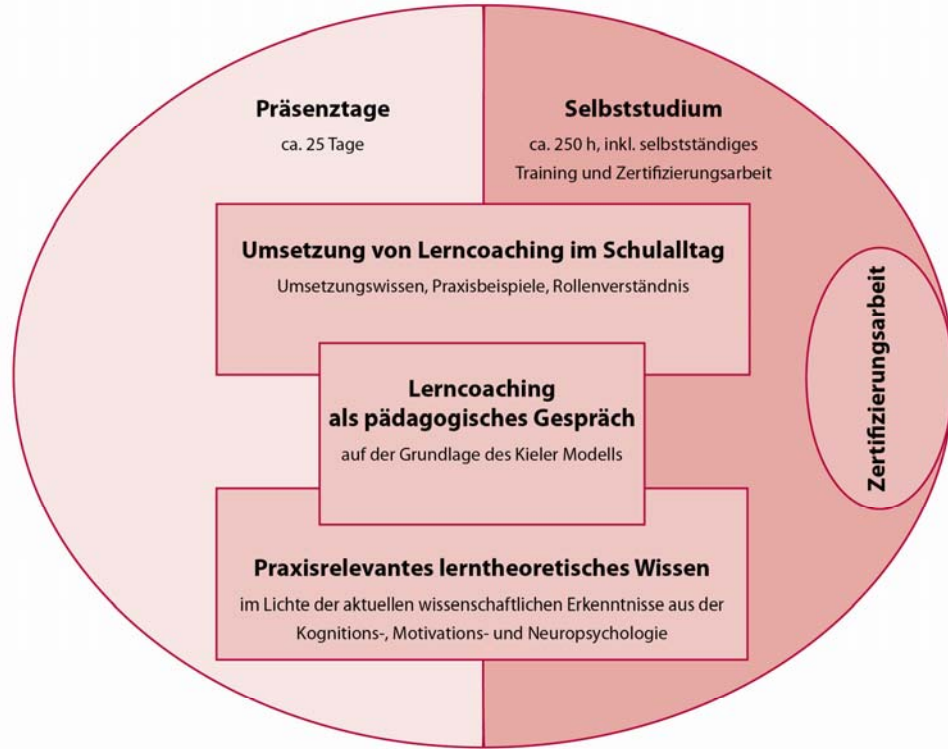 Präsenztage
ca. 25 Tage
Selbststudium
ca. 250 h, inkl. selbstständiges
Training und Zertifizierungsarbeit
Umsetzung von Lerncoaching im Schulalltag
Umsetzungswissen, Praxisbeispiele, Rollenverständnis
Lerncoaching
als pädagogisches Gespräch
auf der Grundlage des Kieler Modells
Praxisrelevantes lerntheoretisches Wissen
im Lichte der aktuellen wissenschaftlichen Erkenntnisse aus der
Kognitions-, Motivations- und Neuropsychologie
Zertifizierungsarbeit